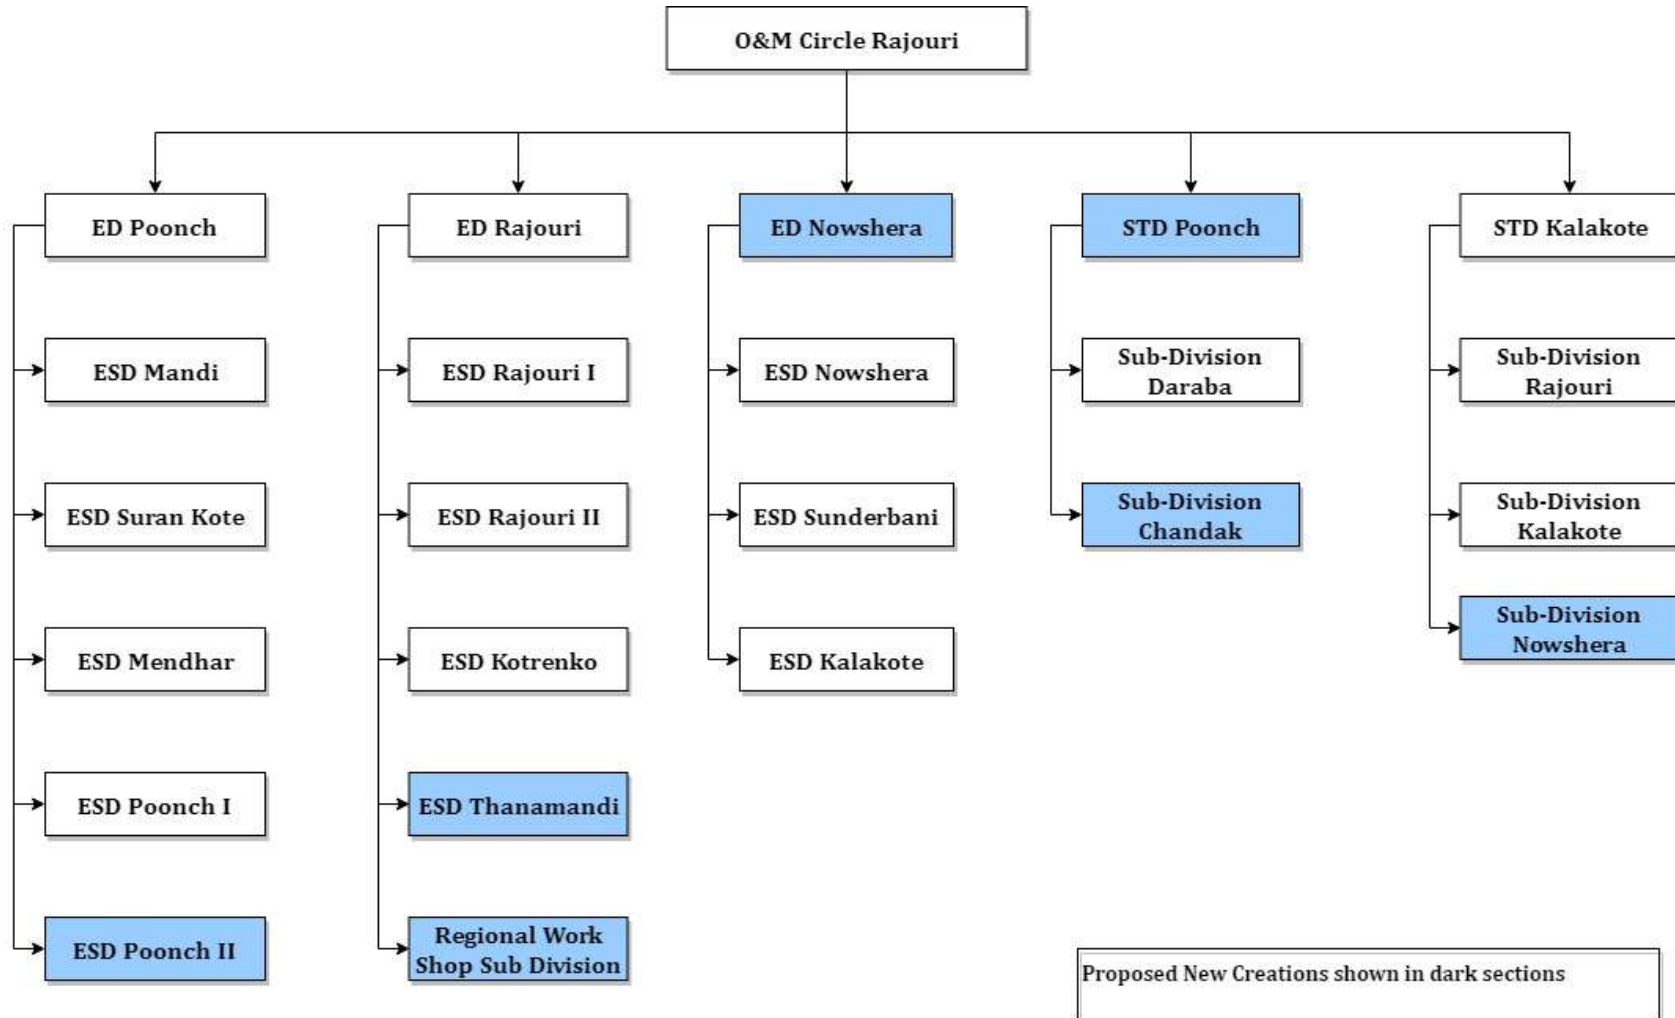 O&M Circle Rajouri
ED Poonch
ED Rajouri
ED Nowshera
STD Poonch
STD Kalakote
ESD Mandi
ESD Rajouri I
ESD Nowshera
Sub-Division
Daraba
Sub-Division
Rajouri
ESD Suran Kote
ESD Rajouri II
ESD Sunderbani
Sub-Division
Chandak
Sub-Division
Kalakote
ESD Mendhar
ESD Kotrenko
ESD Kalakote
Sub-Division
Nowshera
ESD Poonch I
ESD Thanamandi
ESD Poonch II
Regional Work
Shop Sub Division
Proposed New Creations shown in dark sections